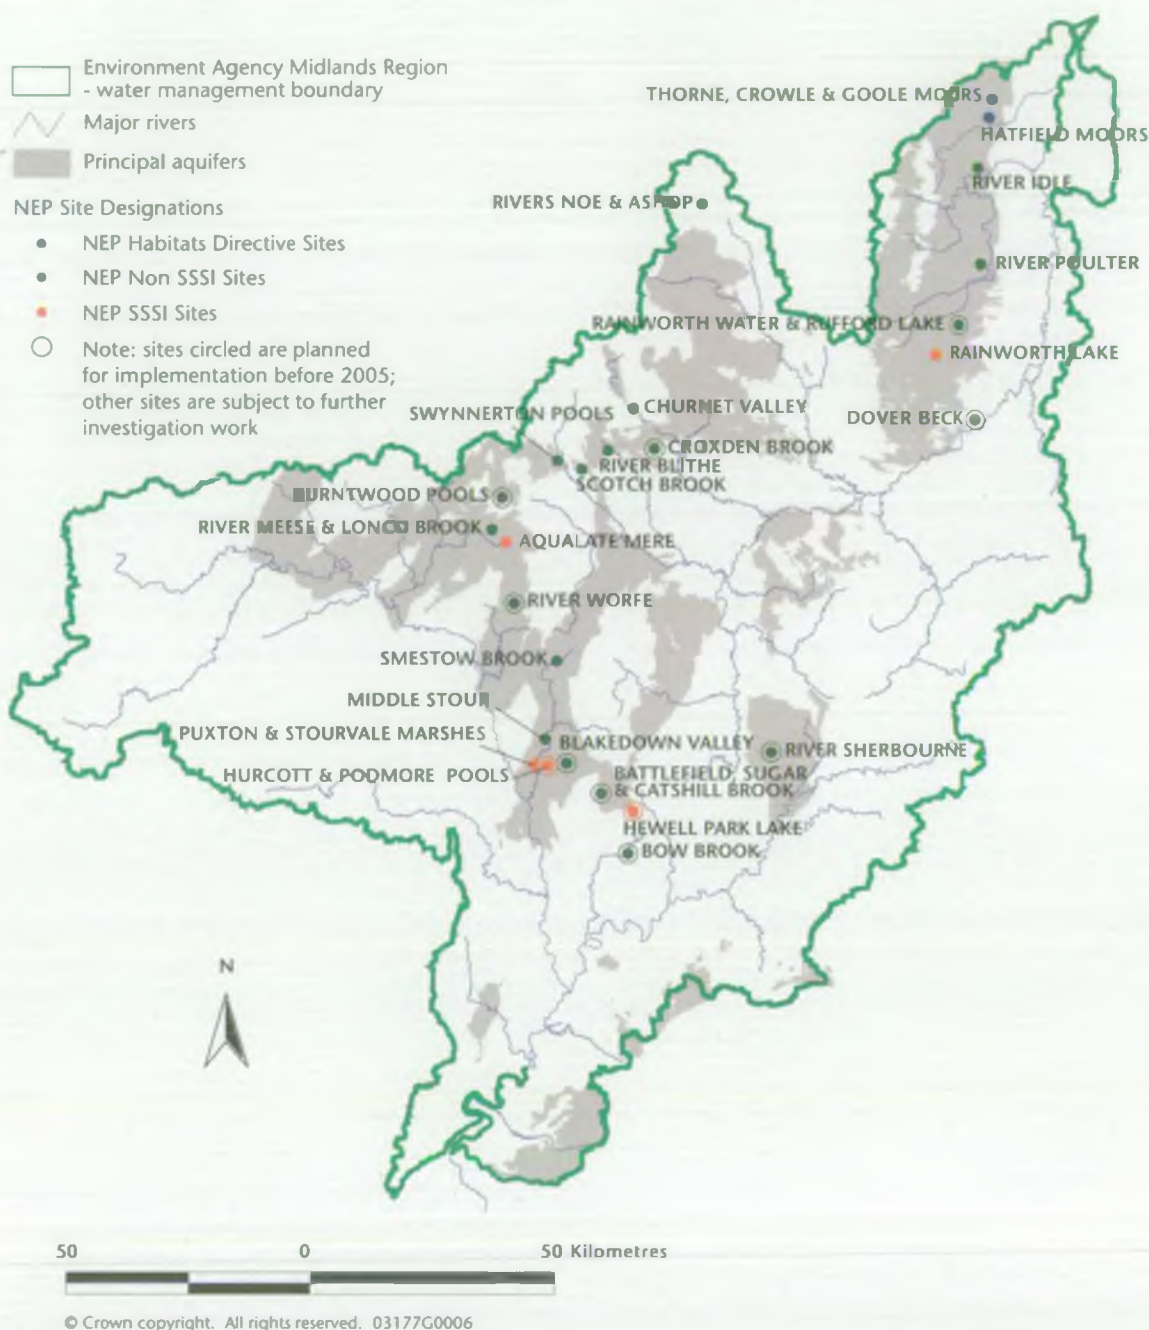 Environment Agency Midlands Region
- water management boundary
Major rivers
Principal aquifers
NEP Site Designations
NEP Habitats Directive Sites
NEP Non SSSI Sites
NEP SSSI Sites
Note: sites circled are planned
for implementation before 2005;
other sites are subject to further
investigation work
THORNE, CROWLE & GOOLE MOORS
HATFIELD MOORS
RIVER IDLE
RIVERS NOE & ASHOP
RIVER POULTER
RAINWORTH WATER & RUFFORD LAKE
RAINWORTH LAKE
SWYNNERTON POOLS
CHURNET VALLEY
DOVER BECK
CROXDEN BROOK
RIVER BLITHE
SCOTCH BROOK
BURNTWOOD POOLS
RIVER MEESE & LONCO BROOK
AQUALATE MERE
RIVER WORFE
SMESTOW BROOK
MIDDLE STOUR
PUXTON & STOURVALE MARSHES
BLAKEDOWN VALLEY
RIVER SHERBOURNE
HURCOTT & PODMORE POOLS
BATTLEFIELD, SUGAR
& CATSHILL BROOK
HEWELL PARK LAKE
BOW BROOK
N
50 0 50 Kilometres
© Crown copyright. All rights reserved. 03177G0006